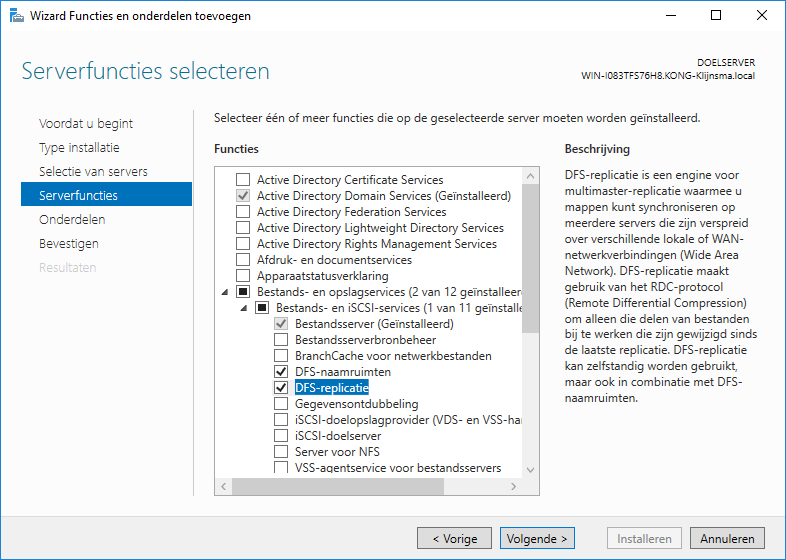 Wizard Functies en onderdelen toevoegen
Serverfuncties selecteren
DOELSERVER
WIN-I083TFS76H8.KONG-Klijnsma.local
Voordat u begint
Type installatie
Selectie van servers
Serverfuncties
Onderdelen
Bevestigen
Resultaten
Selecteer één of meer functies die op de geselecteerde server moeten worden geïnstalleerd.
Functies
Active Directory Certificate Services
Active Directory Domain Services (Geïnstalleerd)
Active Directory Federation Services
Active Directory Lightweight Directory Services
Active Directory Rights Management Services
Afdruk- en documentservices
Apparaatstatusverklaring
Bestands- en opslagservices (2 van 12 geïnstalleer
Bestands- en iSCSI-services (1 van 11 geïnstalle
Bestandsserver (Geïnstalleerd)
Bestandsserverbronbeheer
BranchCache voor netwerkbestanden
DFS-naamruimten
DFS-replicatie
Gegevensontdubbeling
iSCSI-doelopslagprovider (VDS- en VSS-ha
iSCSI-doelserver
Server voor NFS
VSS-agentservice voor bestandsservers
Beschrijving
DFS-replicatie is een engine voor
multimaster-replicatie waarmee u
mappen kunt synchroniseren op
meerdere servers die zijn verspreid
over verschillende lokale of WAN-
netwerkverbindingen (Wide Area
Network). DFS-replicatie maakt
gebruik van het RDC-protocol
(Remote Differential Compression)
om alleen die delen van bestanden
bij te werken die zijn gewijzigd sinds
de laatste replicatie. DFS-replicatie
kan zelfstandig worden gebruikt,
maar ook in combinatie met DFS-
naamruimten.
< Vorige
Volgende >
Installeren
Annuleren